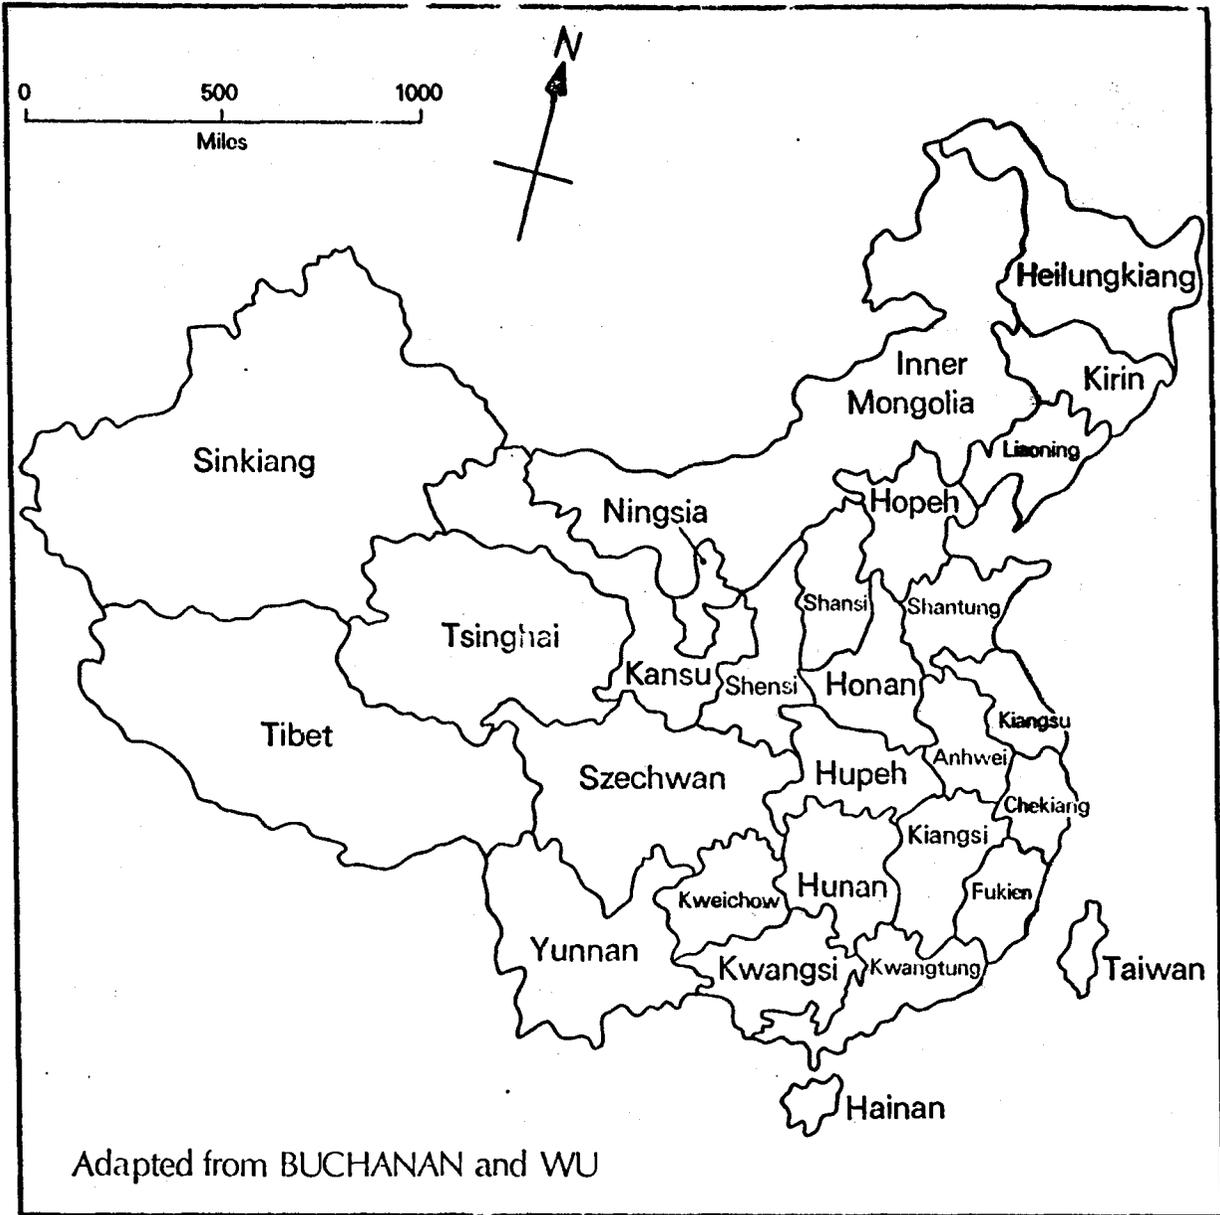 N
0 500 1000
Miles
Heilungkiang
Inner
Mongolia
Kirin
Liaoning
Sinkiang
Ningsia
Hopeh
Shansi
Shantung
Tsinghai
Kansu
Shensi
Honan
Kiangsu
Tibet
Szechwan
Hupeh
Anhwei
Chekiang
Kiangsi
Hunan
Fukien
Kweichow
Yunnan
Kwangsi
Kwangtung
Taiwan
Hainan
Adapted from BUCHANAN and WU